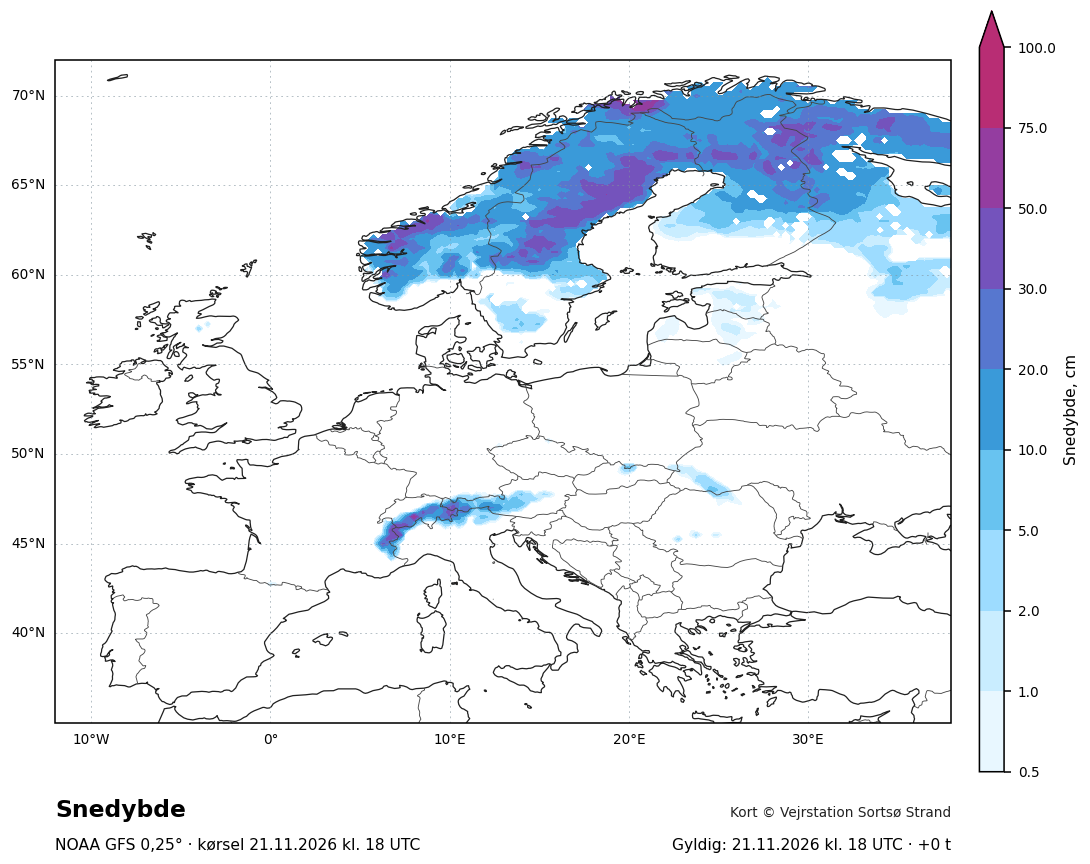 100.0
75.0
50.0
30.0
20.0
10.0
5.0
2.0
1.0
0.5
Snedybde, cm
70°N
65°N
60°N
55°N
50°N
45°N
40°N
10°W
0°
10°E
20°E
30°E
Snedybde
Kort © Vejrstation Sortsø Strand
NOAA GFS 0,25° · kørsel 21.11.2026 kl. 18 UTC
Gyldig: 21.11.2026 kl. 18 UTC · +0 t